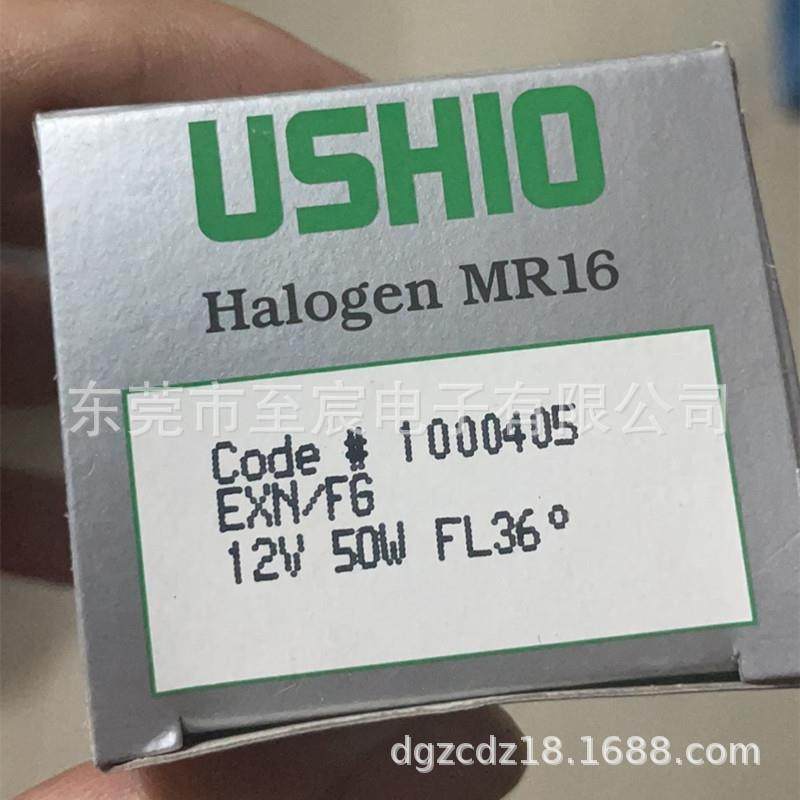 USHIO
Halogen MR16
东莞市至宸电子有限公司
Code # 1000405
EXN/FG
12V 50W FL36°
dgzcdz18.1688.com